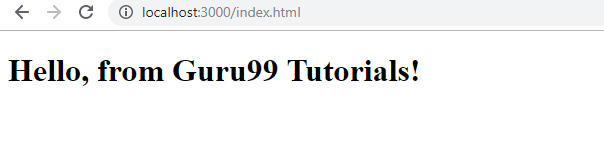 localhost:3000/index.html
Hello, from Guru99 Tutorials!